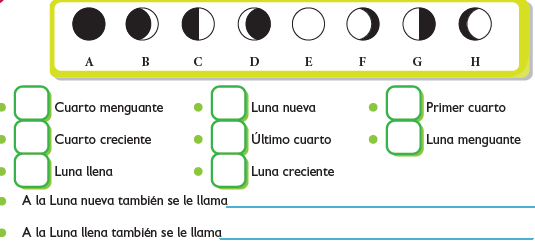 A B C D E F G H
Cuarto menguante Luna nueva Primer cuarto
Cuarto creciente Último cuarto Luna menguante
Luna llena Luna creciente
A la Luna nueva también se le llama
A la Luna llena también se le llama